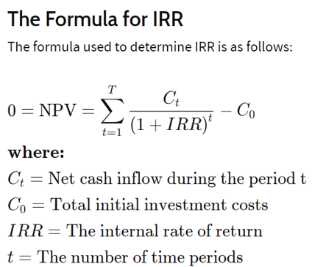 The Formula for IRR
The formula used to determine IRR is as follows:
0 = NPV = \sum_{t=1}^{T} \frac{C_t}{(1 + IRR)^t} − C_0
where:
C_t = Net cash inflow during the period t
C_0 = Total initial investment costs
IRR = The internal rate of return
t = The number of time periods